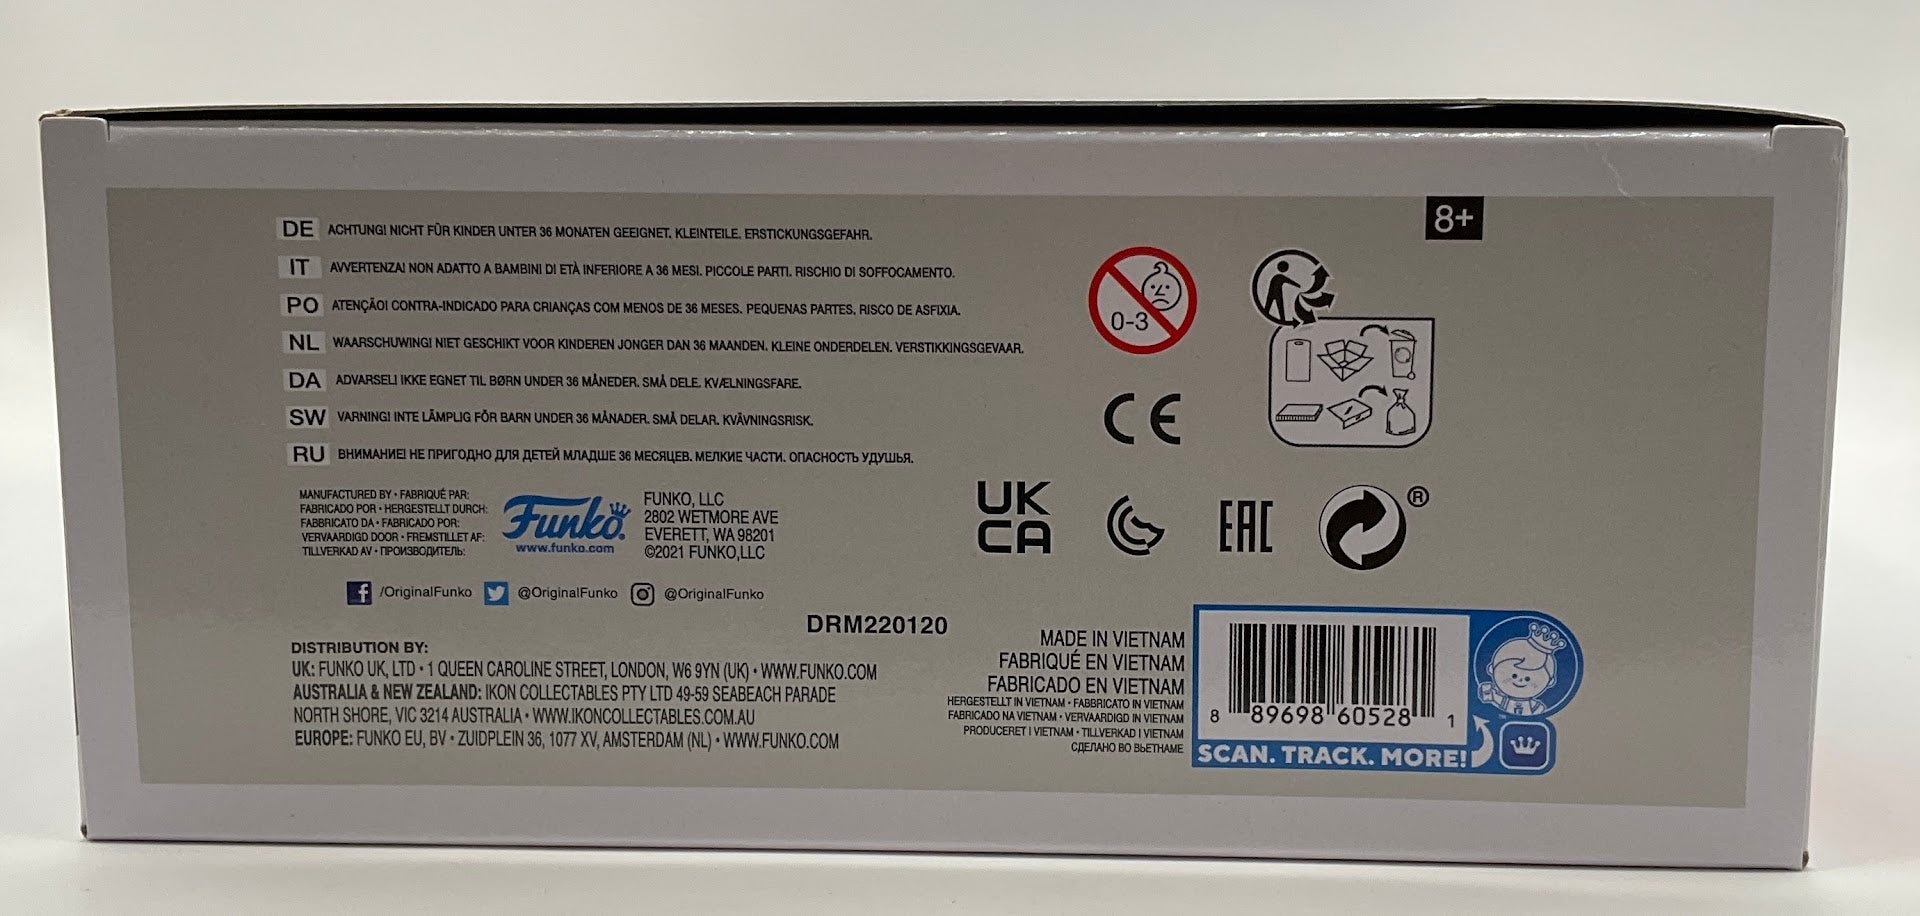 8+
DE ACHTUNG! NICHT FÜR KINDER UNTER 36 MONATEN GEEIGNET. KLEINTEILE. ERSTICKUNGSGEFAHR.
IT AVVERTENZA! NON ADATTO A BAMBINI DI ETÀ INFERIORE A 36 MESI. PICCOLE PARTI. RISCHIO DI SOFFOCAMENTO.
PO ATENÇÃO! CONTRA-INDICADO PARA CRIANÇAS COM MENOS DE 36 MESES. PEQUENAS PARTES. RISCO DE ASFIXIA.
NL WAARSCHUWING! NIET GESCHIKT VOOR KINDEREN JONGER DAN 36 MAANDEN. KLEINE ONDERDELEN. VERSTIKKINGSGEVAAR.
DA ADVARSEL! IKKE EGNET TIL BØRN UNDER 36 MÅNEDER. SMÅ DELE. KVÆLNINGSFARE.
SW VARNING! INTE LÄMPLIG FÖR BARN UNDER 36 MÅNADER. SMÅ DELAR. KVÄVNINGSRISK.
RU ВНИМАНИЕ! НЕ ПРИГОДНО ДЛЯ ДЕТЕЙ МЛАДШЕ 36 МЕСЯЦЕВ. МЕЛКИЕ ЧАСТИ. ОПАСНОСТЬ УДУШЬЯ.
0-3
CE
UK
CA
EAC
®
MANUFACTURED BY • FABRIQUÉ PAR:
FABRICADO POR • HERGESTELLT DURCH:
FABBRICATO DA • FABRICADO POR:
VERVAARDIGD DOOR • FREMSTILLET AF:
TILLVERKAD AV • ПРОИЗВОДИТЕЛЬ:
Funko.
www.funko.com
FUNKO, LLC
2802 WETMORE AVE
EVERETT, WA 98201
©2021 FUNKO,LLC
/OriginalFunko @OriginalFunko @OriginalFunko
DRM220120
DISTRIBUTION BY:
UK: FUNKO UK, LTD • 1 QUEEN CAROLINE STREET, LONDON, W6 9YN (UK) • WWW.FUNKO.COM
AUSTRALIA & NEW ZEALAND: IKON COLLECTABLES PTY LTD 49-59 SEABEACH PARADE
NORTH SHORE, VIC 3214 AUSTRALIA • WWW.IKONCOLLECTABLES.COM.AU
EUROPE: FUNKO EU, BV • ZUIDPLEIN 36, 1077 XV, AMSTERDAM (NL) • WWW.FUNKO.COM
MADE IN VIETNAM
FABRIQUÉ EN VIETNAM
FABRICADO EN VIETNAM
HERGESTELLT IN VIETNAM • FABBRICATO IN VIETNAM
FABRICADO NA VIETNAM • VERVAARDIGD IN VIETNAM
PRODUCERET I VIETNAM • TILLVERKAD I VIETNAM
СДЕЛАНО ВО ВЬЕТНАМЕ
8 89698 60528 1
TM
SCAN. TRACK. MORE!